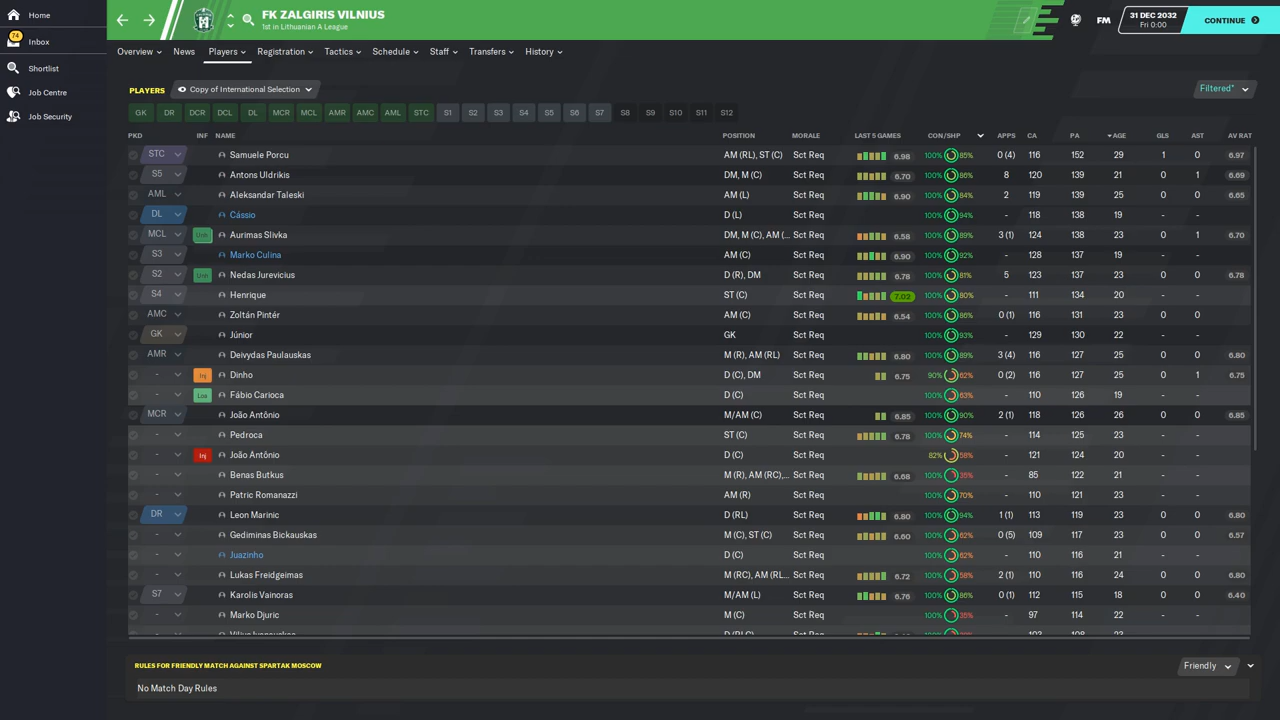 Home
74
Inbox
Shortlist
Job Centre
Job Security
FK ZALGIRIS VILNIUS
1st in Lithuanian A League
FM
31 DEC 2032
Fri 0:00
CONTINUE
Overview News Players Registration Tactics Schedule Staff Transfers History
PLAYERS Copy of International Selection Filtered*
GK DR DCR DCL DL MCR MCL AMR AMC AML STC S1 S2 S3 S4 S5 S6 S7 S8 S9 S10 S11 S12
PKD INF NAME POSITION MORALE LAST 5 GAMES CON/SHP APPS CA PA AGE GLS AST AV RAT
STC Samuele Porcu AM (RL), ST (C) Sct Req 6.98 100% 85% 0 (4) 116 152 29 1 0 6.97
S5 Antons Uldrikis DM, M (C) Sct Req 6.70 100% 86% 8 120 139 21 0 1 6.69
AML Aleksandar Taleski AM (L) Sct Req 6.90 100% 84% 2 119 139 25 0 0 6.65
DL Cássio D (L) Sct Req 100% 94% - 118 138 19 - - -
MCL Unh Aurimas Slivka DM, M (C), AM (... Sct Req 6.58 100% 89% 3 (1) 124 138 23 0 1 6.70
S3 Marko Culina AM (C) Sct Req 6.90 100% 92% - 128 137 19 - - -
S2 Unh Nedas Jurevicius D (R), DM Sct Req 6.78 100% 81% 5 123 137 23 0 0 6.78
S4 Henrique ST (C) Sct Req 7.02 100% 80% - 111 134 20 - - -
AMC Zoltán Pintér AM (C) Sct Req 6.54 100% 86% 0 (1) 116 131 23 0 0 -
GK Júnior GK Sct Req 100% 93% - 129 130 22 - - -
AMR Deivydas Paulauskas M (R), AM (RL) Sct Req 6.80 100% 89% 3 (4) 116 127 25 0 0 6.80
- Inj Dinho D (C), DM Sct Req 6.75 90% 62% 0 (2) 116 127 25 0 1 6.75
- Loa Fábio Carioca D (C) Sct Req 100% 63% - 110 126 19 - - -
MCR João Antônio M/AM (C) Sct Req 6.85 100% 90% 2 (1) 118 126 26 0 0 6.85
- Pedroca ST (C) Sct Req 6.78 100% 74% - 114 125 23 - - -
- Inj João Antônio D (C) Sct Req 82% 58% - 121 124 20 - - -
- Benas Butkus M (R), AM (RC),... Sct Req 6.68 100% 35% - 85 122 21 - - -
- Patric Romanazzi AM (R) Sct Req 100% 70% - 110 121 23 - - -
DR Leon Marinic D (RL) Sct Req 6.80 100% 94% 1 (1) 113 119 23 0 0 6.80
- Gediminas Bickauskas M (C), ST (C) Sct Req 6.60 100% 62% 0 (5) 109 117 23 0 0 6.57
- Juazinho D (C) Sct Req 100% 62% - 110 116 21 - - -
- Lukas Freidgeimas M (RC), AM (RL... Sct Req 6.72 100% 58% 2 (1) 110 116 24 0 0 6.80
S7 Karolis Vainoras M/AM (L) Sct Req 6.76 100% 86% 0 (1) 112 115 18 0 0 6.40
- Marko Djuric M (C) Sct Req 100% 35% - 97 114 22 - - -
RULES FOR FRIENDLY MATCH AGAINST SPARTAK MOSCOW Friendly
No Match Day Rules